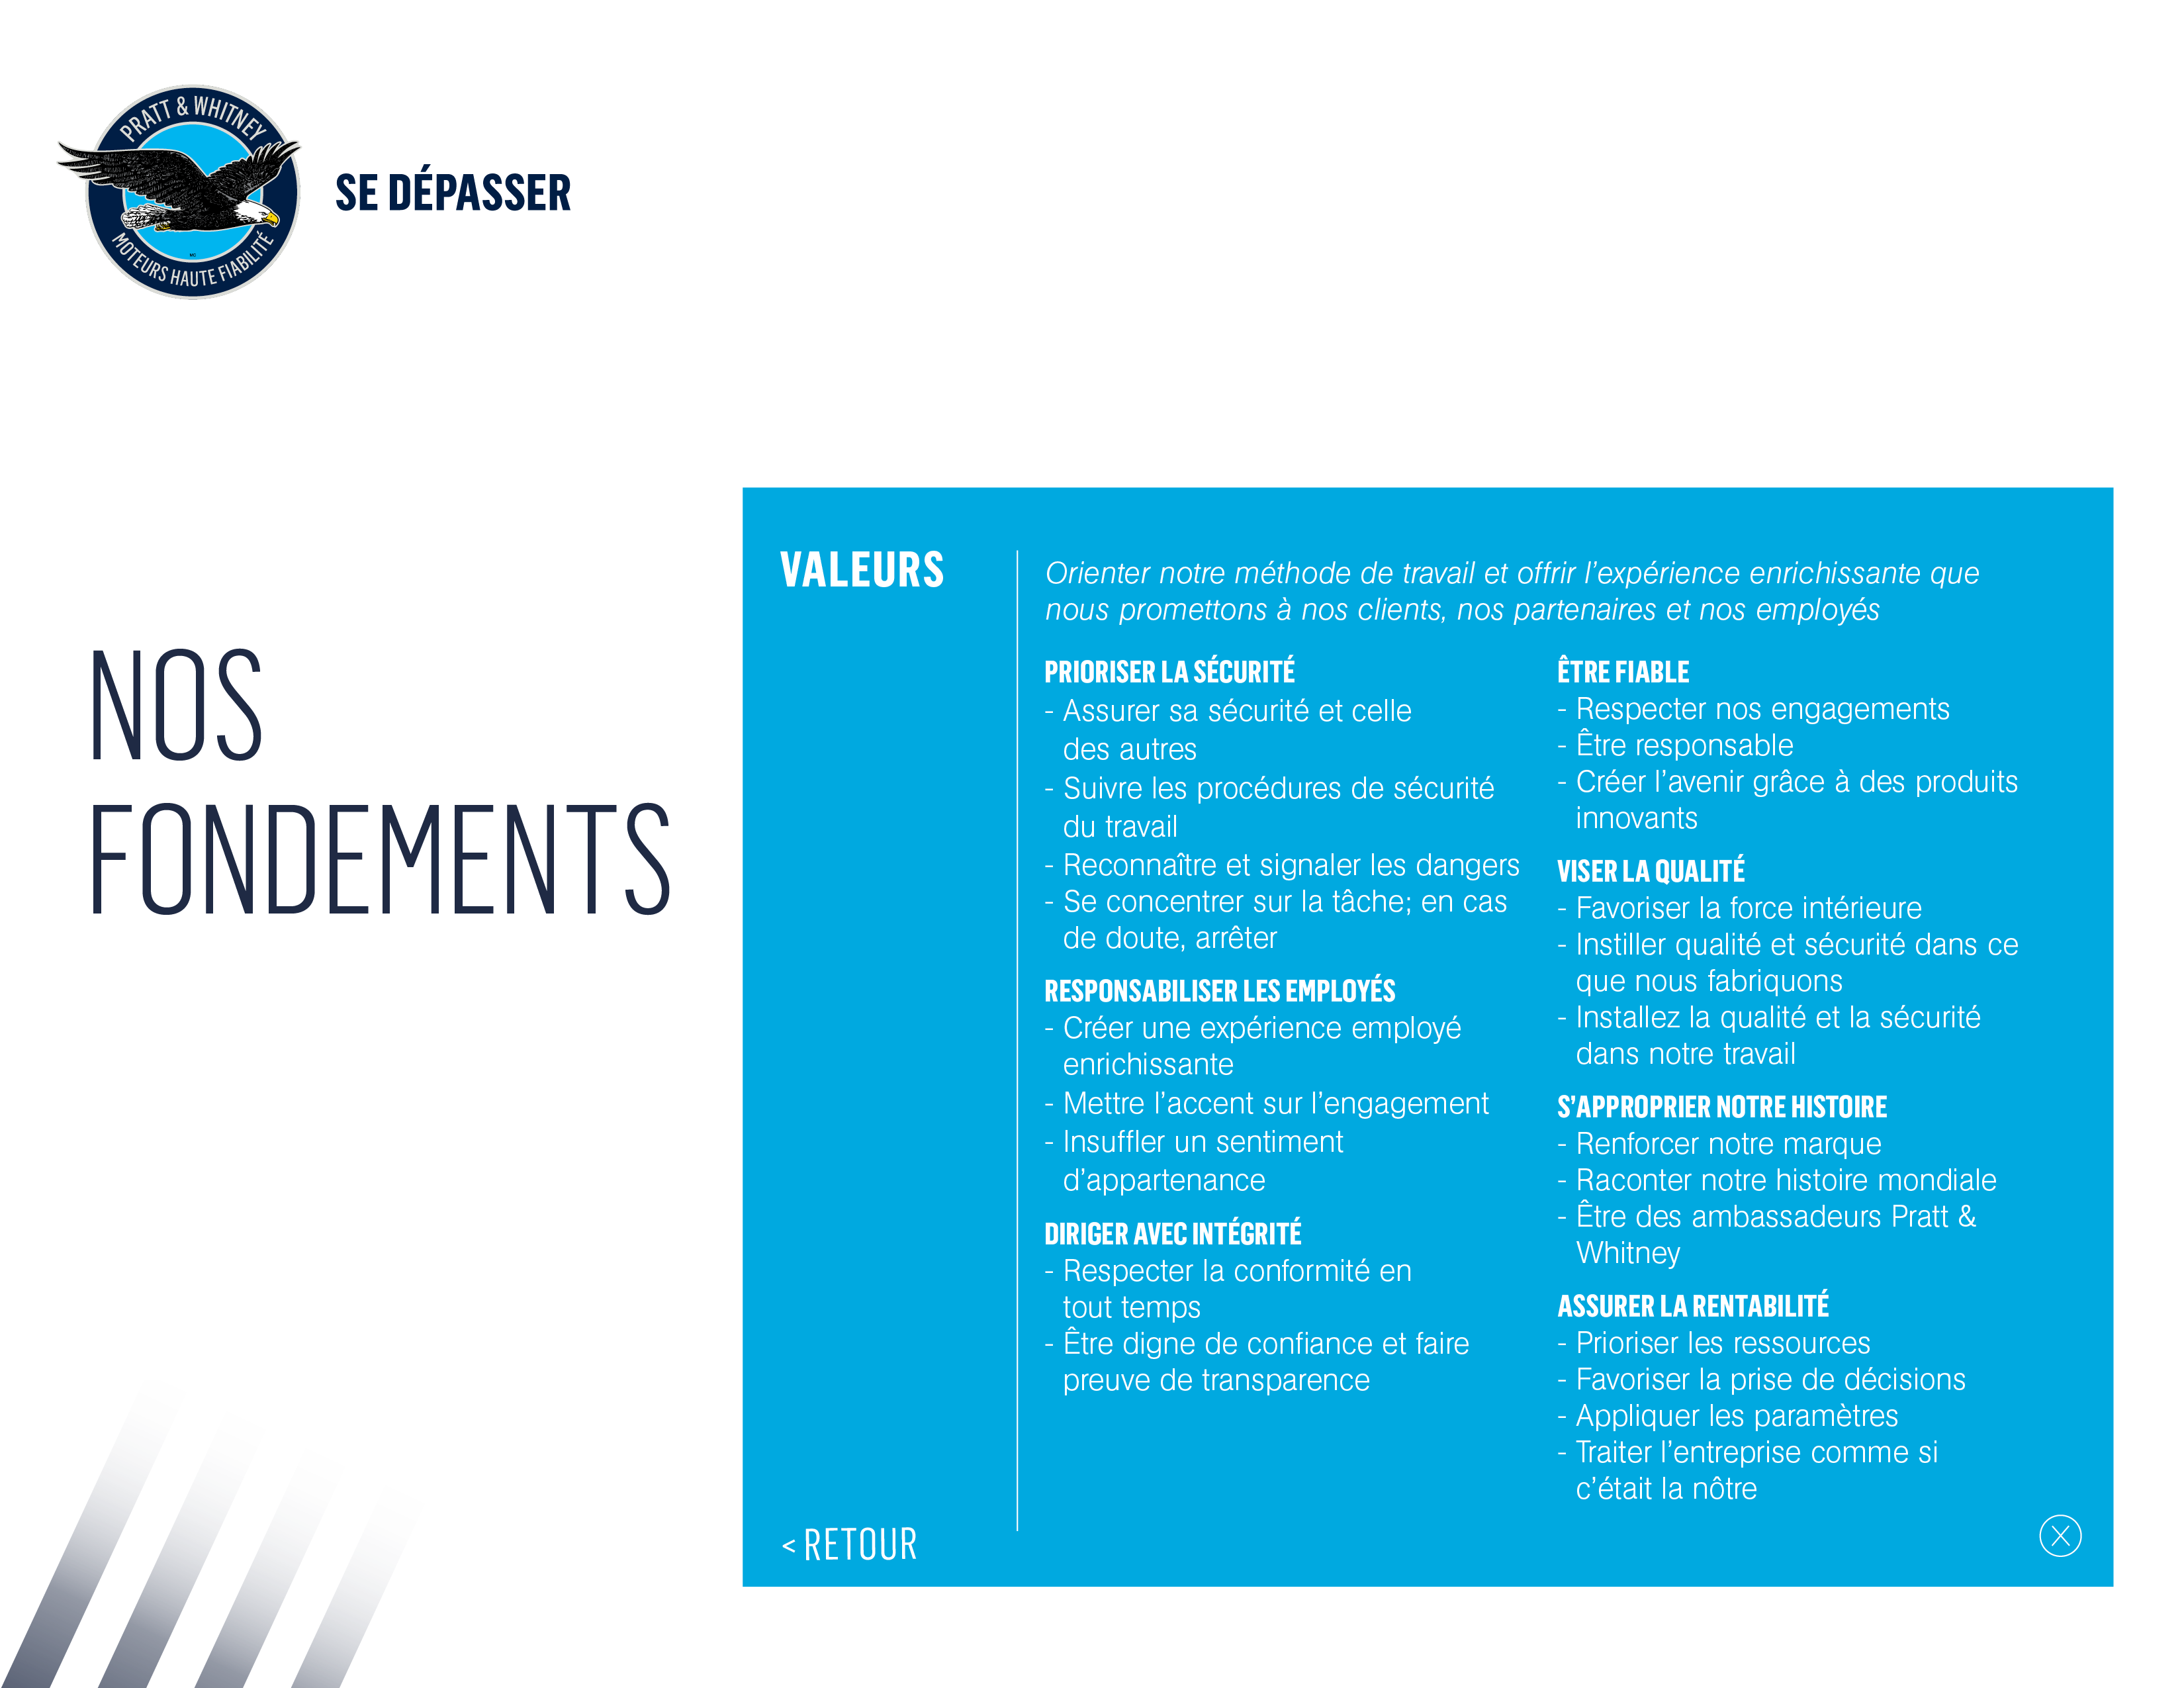 PRATT & WHITNEY
MOTEURS HAUTE FIABILITÉ
MC
SE DÉPASSER
NOS
FONDEMENTS
VALEURS
Orienter notre méthode de travail et offrir l’expérience enrichissante que
nous promettons à nos clients, nos partenaires et nos employés
PRIORISER LA SÉCURITÉ
- Assurer sa sécurité et celle
des autres
- Suivre les procédures de sécurité
du travail
- Reconnaître et signaler les dangers
- Se concentrer sur la tâche; en cas
de doute, arrêter
RESPONSABILISER LES EMPLOYÉS
- Créer une expérience employé
enrichissante
- Mettre l’accent sur l’engagement
- Insuffler un sentiment
d’appartenance
DIRIGER AVEC INTÉGRITÉ
- Respecter la conformité en
tout temps
- Être digne de confiance et faire
preuve de transparence
ÊTRE FIABLE
- Respecter nos engagements
- Être responsable
- Créer l’avenir grâce à des produits
innovants
VISER LA QUALITÉ
- Favoriser la force intérieure
- Instiller qualité et sécurité dans ce
que nous fabriquons
- Installez la qualité et la sécurité
dans notre travail
S’APPROPRIER NOTRE HISTOIRE
- Renforcer notre marque
- Raconter notre histoire mondiale
- Être des ambassadeurs Pratt &
Whitney
ASSURER LA RENTABILITÉ
- Prioriser les ressources
- Favoriser la prise de décisions
- Appliquer les paramètres
- Traiter l’entreprise comme si
c’était la nôtre
< RETOUR